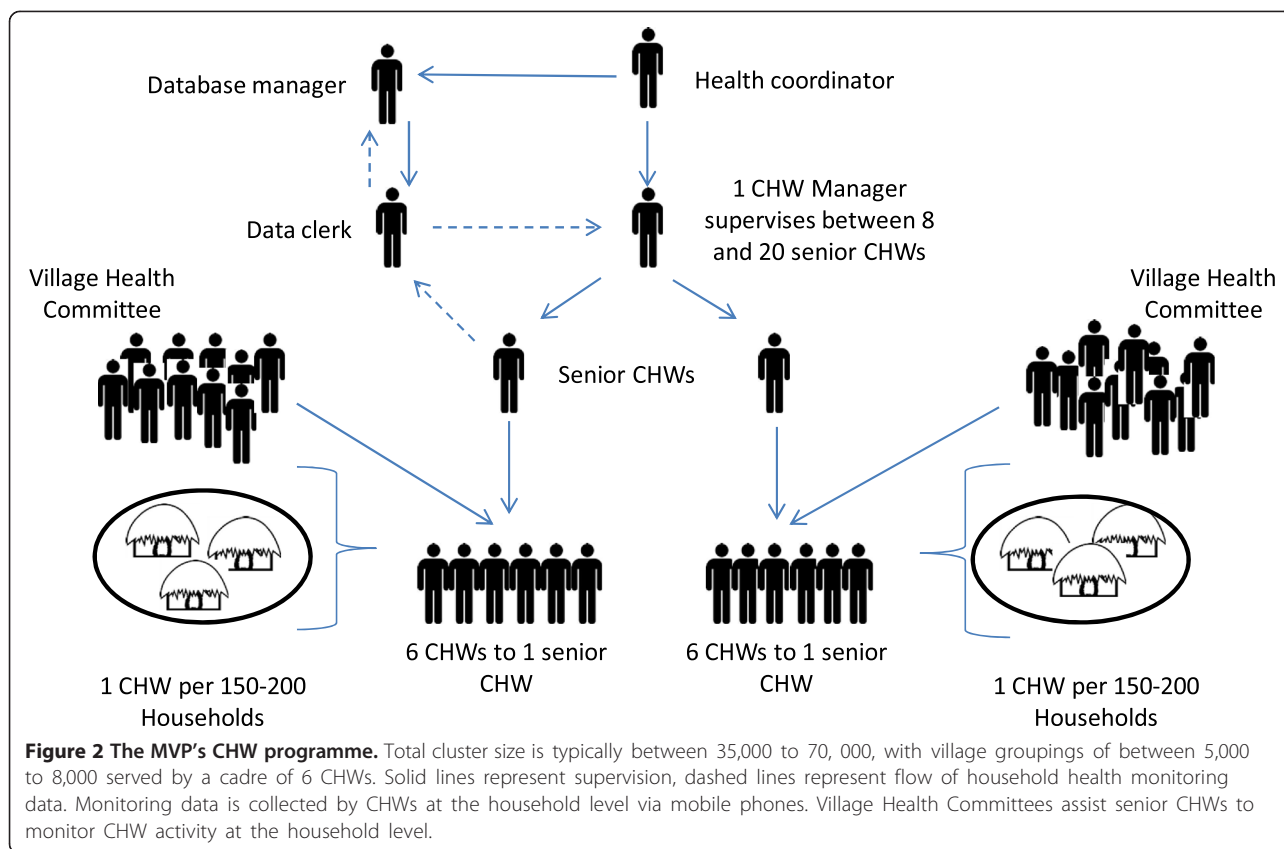 Database manager
Health coordinator
Data clerk
1 CHW Manager
supervises between 8
and 20 senior CHWs
Village Health
Committee
Village Health
Committee
Senior CHWs
6 CHWs to 1 senior
CHW
6 CHWs to 1 senior
CHW
1 CHW per 150-200
Households
1 CHW per 150-200
Households
Figure 2 The MVP's CHW programme. Total cluster size is typically between 35,000 to 70, 000, with village groupings of between 5,000
to 8,000 served by a cadre of 6 CHWs. Solid lines represent supervision, dashed lines represent flow of household health monitoring
data. Monitoring data is collected by CHWs at the household level via mobile phones. Village Health Committees assist senior CHWs to
monitor CHW activity at the household level.